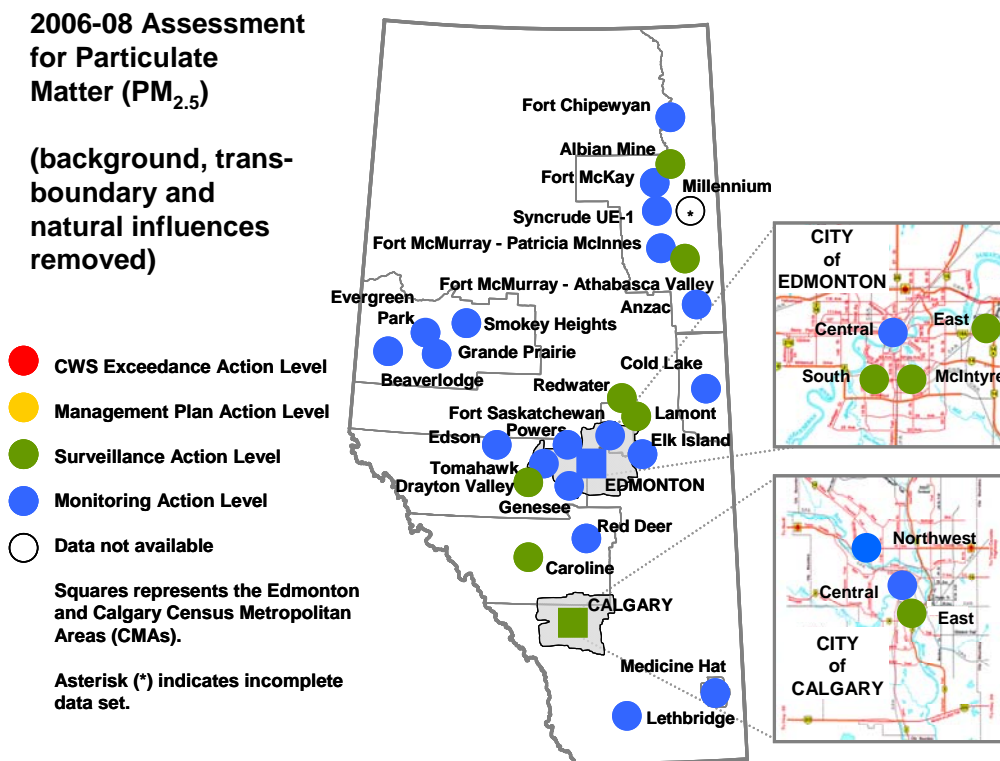 2006-08 Assessment
for Particulate
Matter (PM2.5)
(background, trans-
boundary and
natural influences
removed)
CWS Exceedance Action Level
Management Plan Action Level
Surveillance Action Level
Monitoring Action Level
Data not available
Squares represents the Edmonton
and Calgary Census Metropolitan
Areas (CMAs).
Asterisk (*) indicates incomplete
data set.
Fort Chipewyan
Albian Mine
Fort McKay
Millennium
*
Syncrude UE-1
Fort McMurray - Patricia McInnes
Fort McMurray - Athabasca Valley
Anzac
Evergreen
Park
Smokey Heights
Grande Prairie
Beaverlodge
Cold Lake
Redwater
Fort Saskatchewan
Lamont
Powers
Edson
Elk Island
Tomahawk
Drayton Valley
EDMONTON
Genesee
Red Deer
Caroline
CALGARY
Medicine Hat
Lethbridge
CITY
of
EDMONTON
Central
East
South
McIntyre
Northwest
Central
East
CITY
of
CALGARY